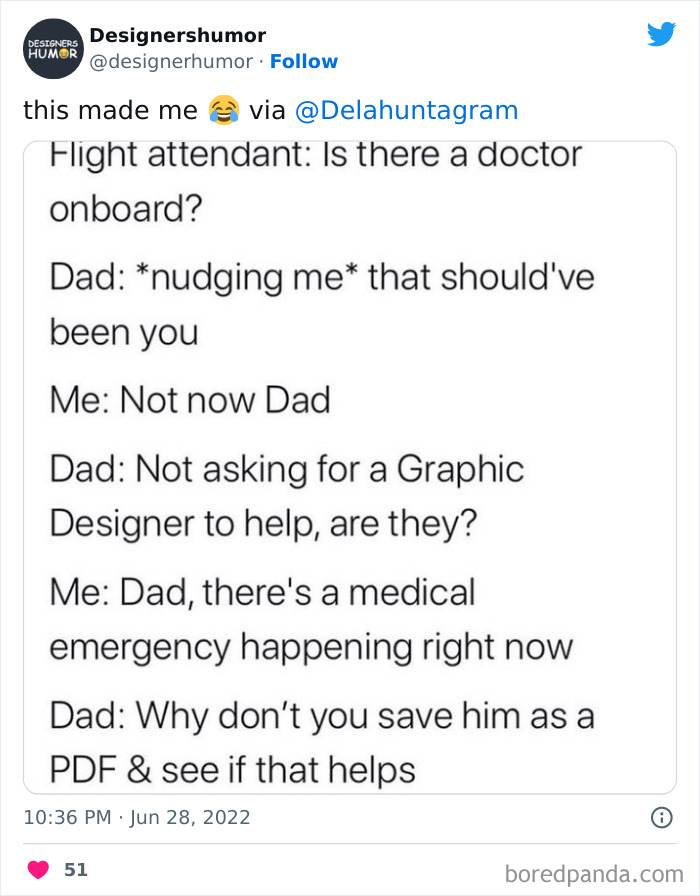 DESIGNERS
HUMOR
Designershumor
@designerhumor · Follow
this made me 😂 via @Delahuntagram
Flight attendant: Is there a doctor
onboard?
Dad: *nudging me* that should've
been you
Me: Not now Dad
Dad: Not asking for a Graphic
Designer to help, are they?
Me: Dad, there's a medical
emergency happening right now
Dad: Why don’t you save him as a
PDF & see if that helps
10:36 PM · Jun 28, 2022
51
boredpanda.com